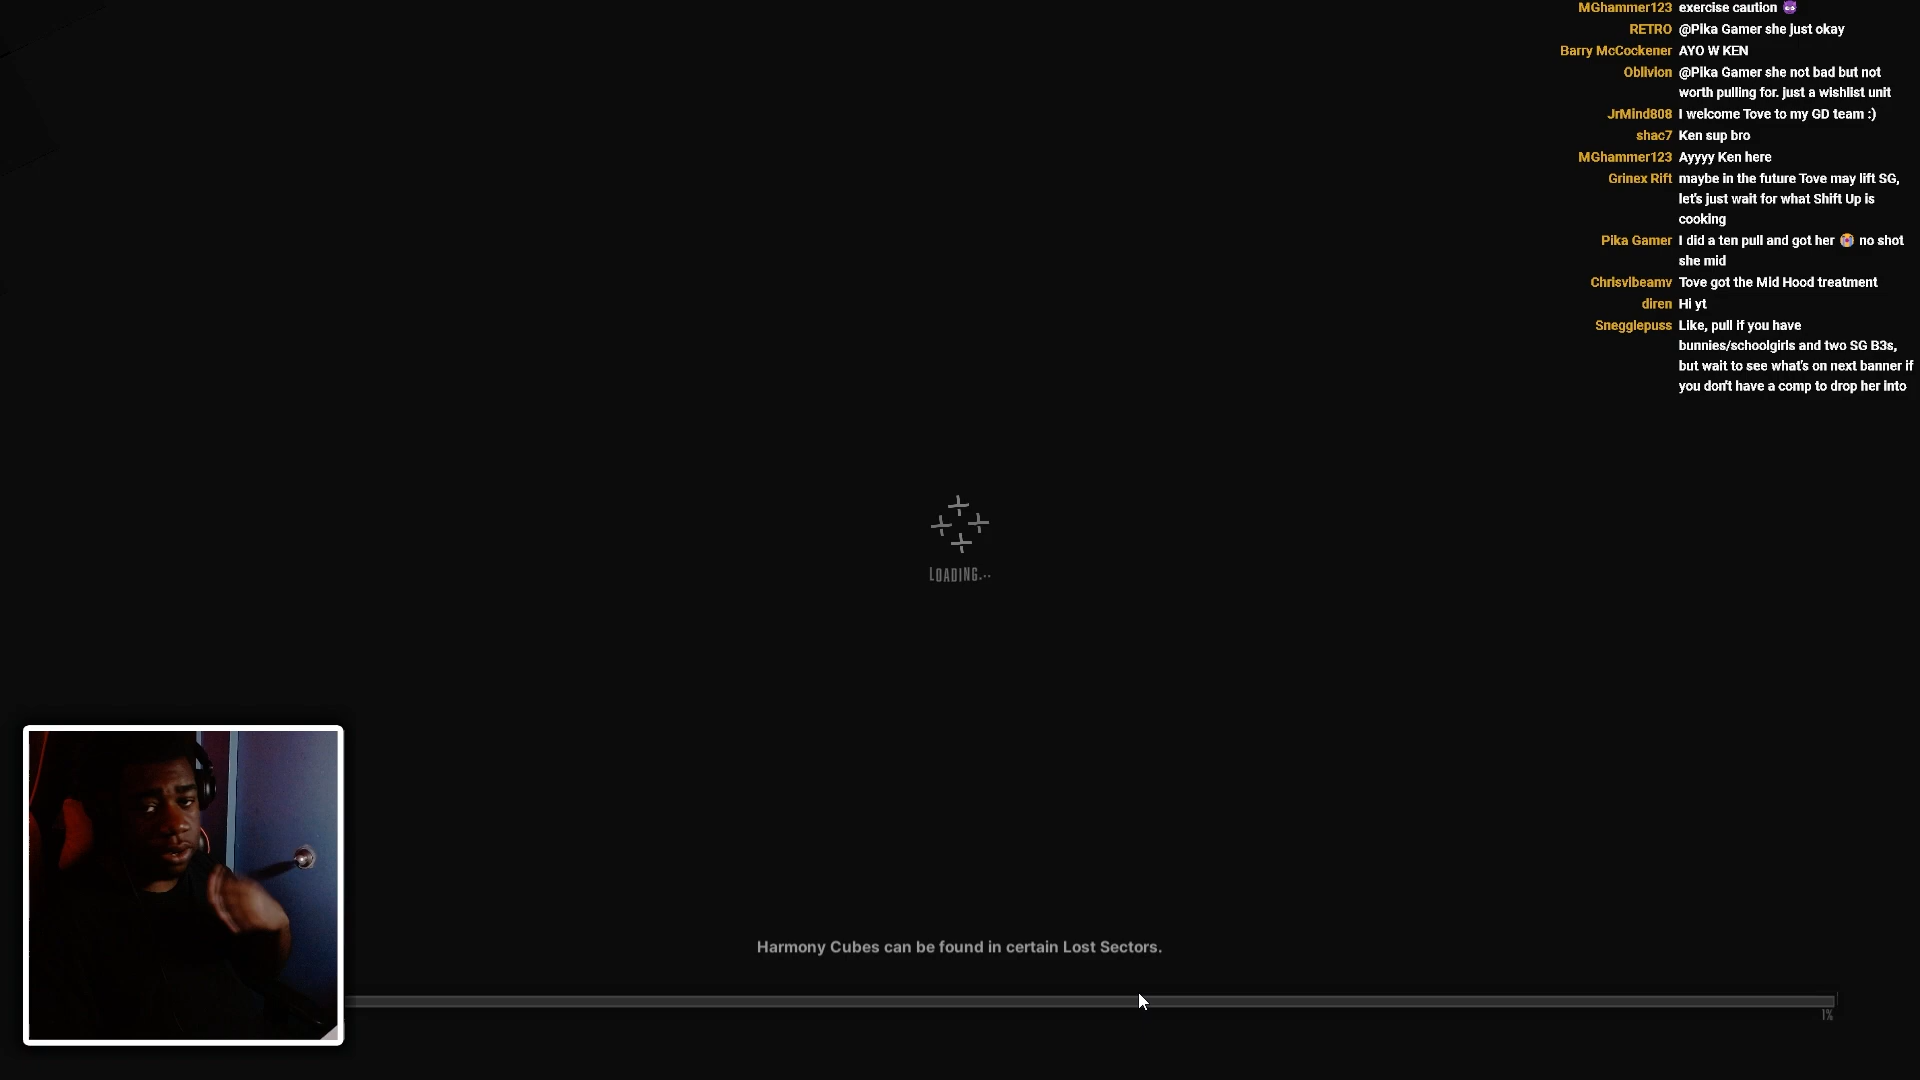 MGhammer123 exercise caution 😈
RETRO @Pika Gamer she just okay
Barry McCockener AYO W KEN
Oblivion @Pika Gamer she not bad but not
worth pulling for. just a wishlist unit
JrMind808 I welcome Tove to my GD team :)
shac7 Ken sup bro
MGhammer123 Ayyyy Ken here
Grinex Rift maybe in the future Tove may lift SG,
let's just wait for what Shift Up is
cooking
Pika Gamer I did a ten pull and got her 😭 no shot
she mid
Chrisvibeamv Tove got the Mid Hood treatment
diren Hi yt
Sneggiepuss Like, pull if you have
bunnies/schoolgirls and two SG B3s,
but wait to see what's on next banner if
you don't have a comp to drop her into
LOADING...
Harmony Cubes can be found in certain Lost Sectors.
1%